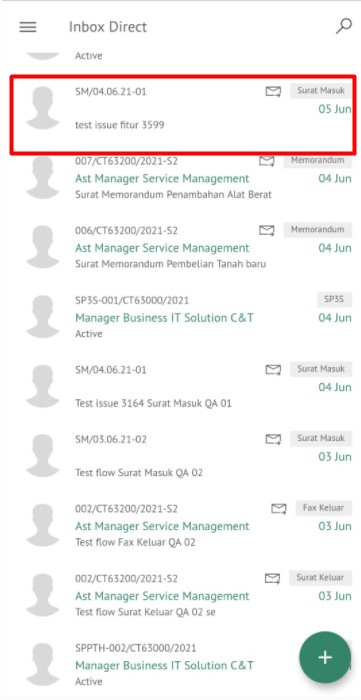 Inbox Direct
Active
SM/04.06.21-01 Surat Masuk
05 Jun
test issue fitur 3599
007/CT63200/2021-S2 Memorandum
Ast Manager Service Management 04 Jun
Surat Memorandum Penambahan Alat Berat
006/CT63200/2021-S2 Memorandum
Ast Manager Service Management 04 Jun
Surat Memorandum Pembelian Tanah baru
SP3S-001/CT63000/2021 SP3S
Manager Business IT Solution C&T 04 Jun
Active
SM/04.06.21-01 Surat Masuk
04 Jun
Test issue 3164 Surat Masuk QA 01
SM/03.06.21-02 Surat Masuk
03 Jun
Test flow Surat Masuk QA 02
002/CT63200/2021-S2 Fax Keluar
Ast Manager Service Management 03 Jun
Test flow Fax Keluar QA 02
002/CT63200/2021-S2 Surat Keluar
Ast Manager Service Management 03 Jun
Test flow Surat Keluar QA 02 se
SPPTH-002/CT63000/2021
Manager Business IT Solution C&T
Active